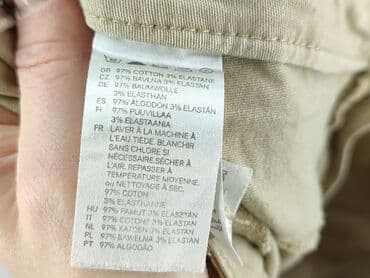 GB 97% COTTON 3% ELASTANE
CZ 97% BAVLNA 3% ELASTAN
DE 97% BAUMWOLLE
3% ELASTHAN
ES 97% ALGODÓN 3% ELASTÁN
FI 97% PUUVILLAA
3% ELASTAANIA
FR LAVER À LA MACHINE À
L'EAU TIÈDE. BLANCHIR
SANS CHLORE SI
NÉCESSAIRE. SÉCHER À
L'AIR. REPASSER À
TEMPÉRATURE MOYENNE,
ou NETTOYAGE À SEC.
97% COTON
3% ÉLASTHANNE
HU 97% PAMUT 3% ELASZTÁN
IT 97% COTONE 3% ELASTAN
NL 97% KATOEN 3% ELASTAN
PL 97% BAWEŁNA 3% ELASTAN
PT 97% ALGODÃO